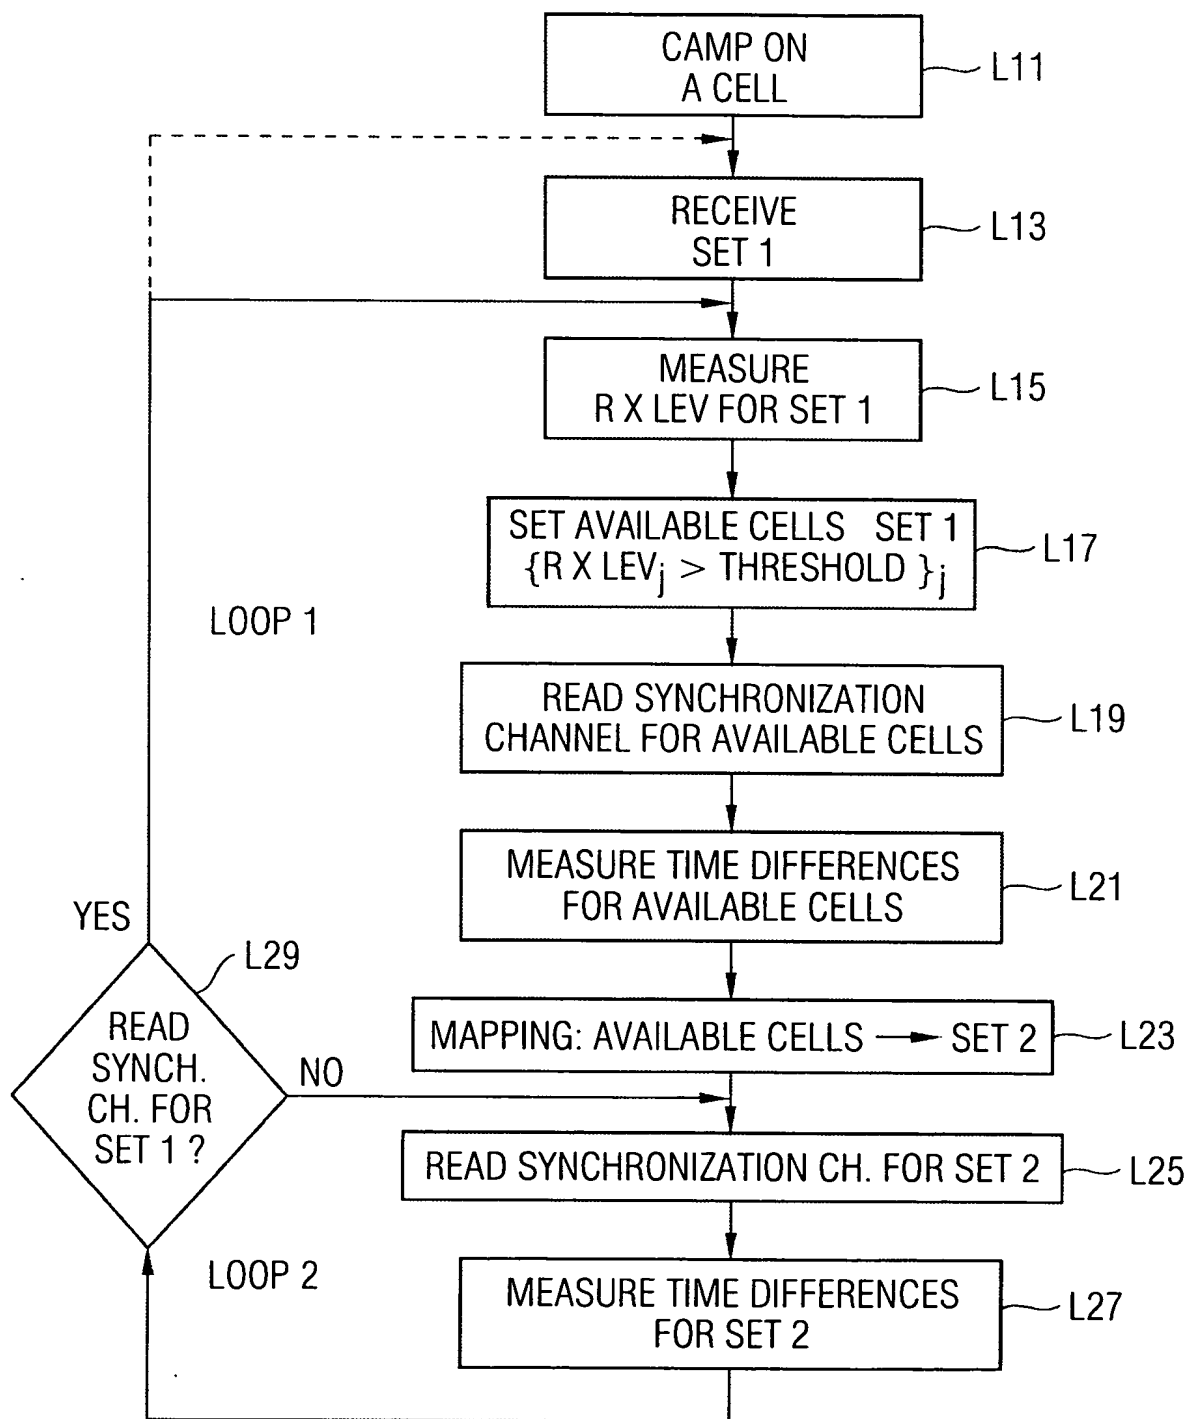 CAMP ON
A CELL
L11
RECEIVE
SET 1
L13
MEASURE
R X LEV FOR SET 1
L15
SET AVAILABLE CELLS SET 1
{R X LEVj > THRESHOLD }j
L17
LOOP 1
READ SYNCHRONIZATION
CHANNEL FOR AVAILABLE CELLS
L19
MEASURE TIME DIFFERENCES
FOR AVAILABLE CELLS
L21
YES
L29
READ
SYNCH.
CH. FOR
SET 1 ?
NO
MAPPING: AVAILABLE CELLS → SET 2
L23
READ SYNCHRONIZATION CH. FOR SET 2
L25
LOOP 2
MEASURE TIME DIFFERENCES
FOR SET 2
L27